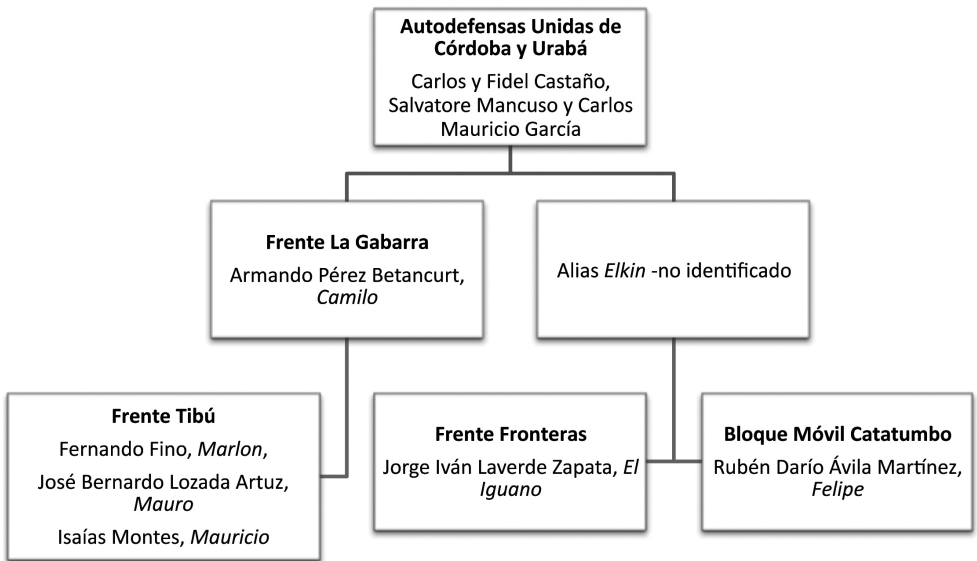 Autodefensas Unidas de
Córdoba y Urabá
Carlos y Fidel Castaño,
Salvatore Mancuso y Carlos
Mauricio García
Frente La Gabarra
Armando Pérez Betancurt,
Camilo
Alias Elkin -no identificado
Frente Tibú
Fernando Fino, Marlon,
José Bernardo Lozada Artuz,
Mauro
Isaías Montes, Mauricio
Frente Fronteras
Jorge Iván Laverde Zapata, El
Iguano
Bloque Móvil Catatumbo
Rubén Darío Ávila Martínez,
Felipe